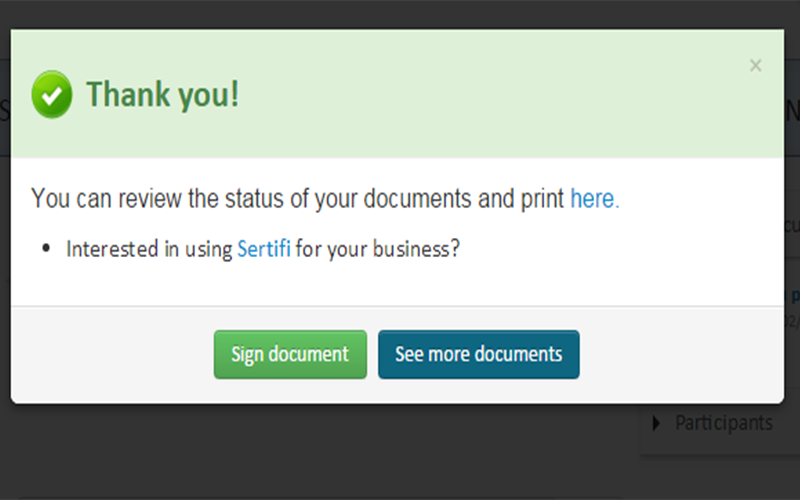 Thank you!
×
You can review the status of your documents and print here.
• Interested in using Sertifi for your business?
Sign document
See more documents
Participants